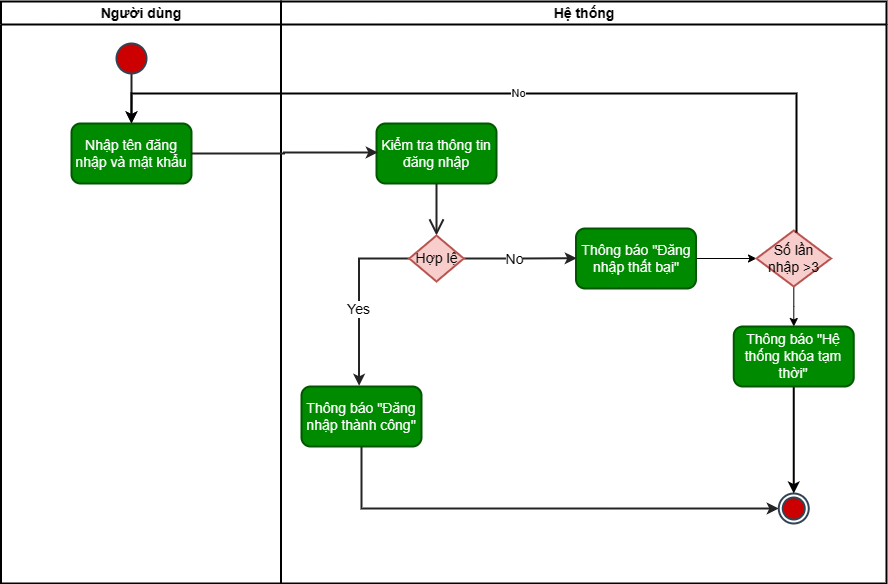 Người dùng
Hệ thống
No
Nhập tên đăng
nhập và mật khẩu
Kiểm tra thông tin
đăng nhập
Hợp lệ
No
Thông báo "Đăng
nhập thất bại"
Số lần
nhập >3
Yes
Thông báo "Hệ
thống khóa tạm
thời"
Thông báo "Đăng
nhập thành công"